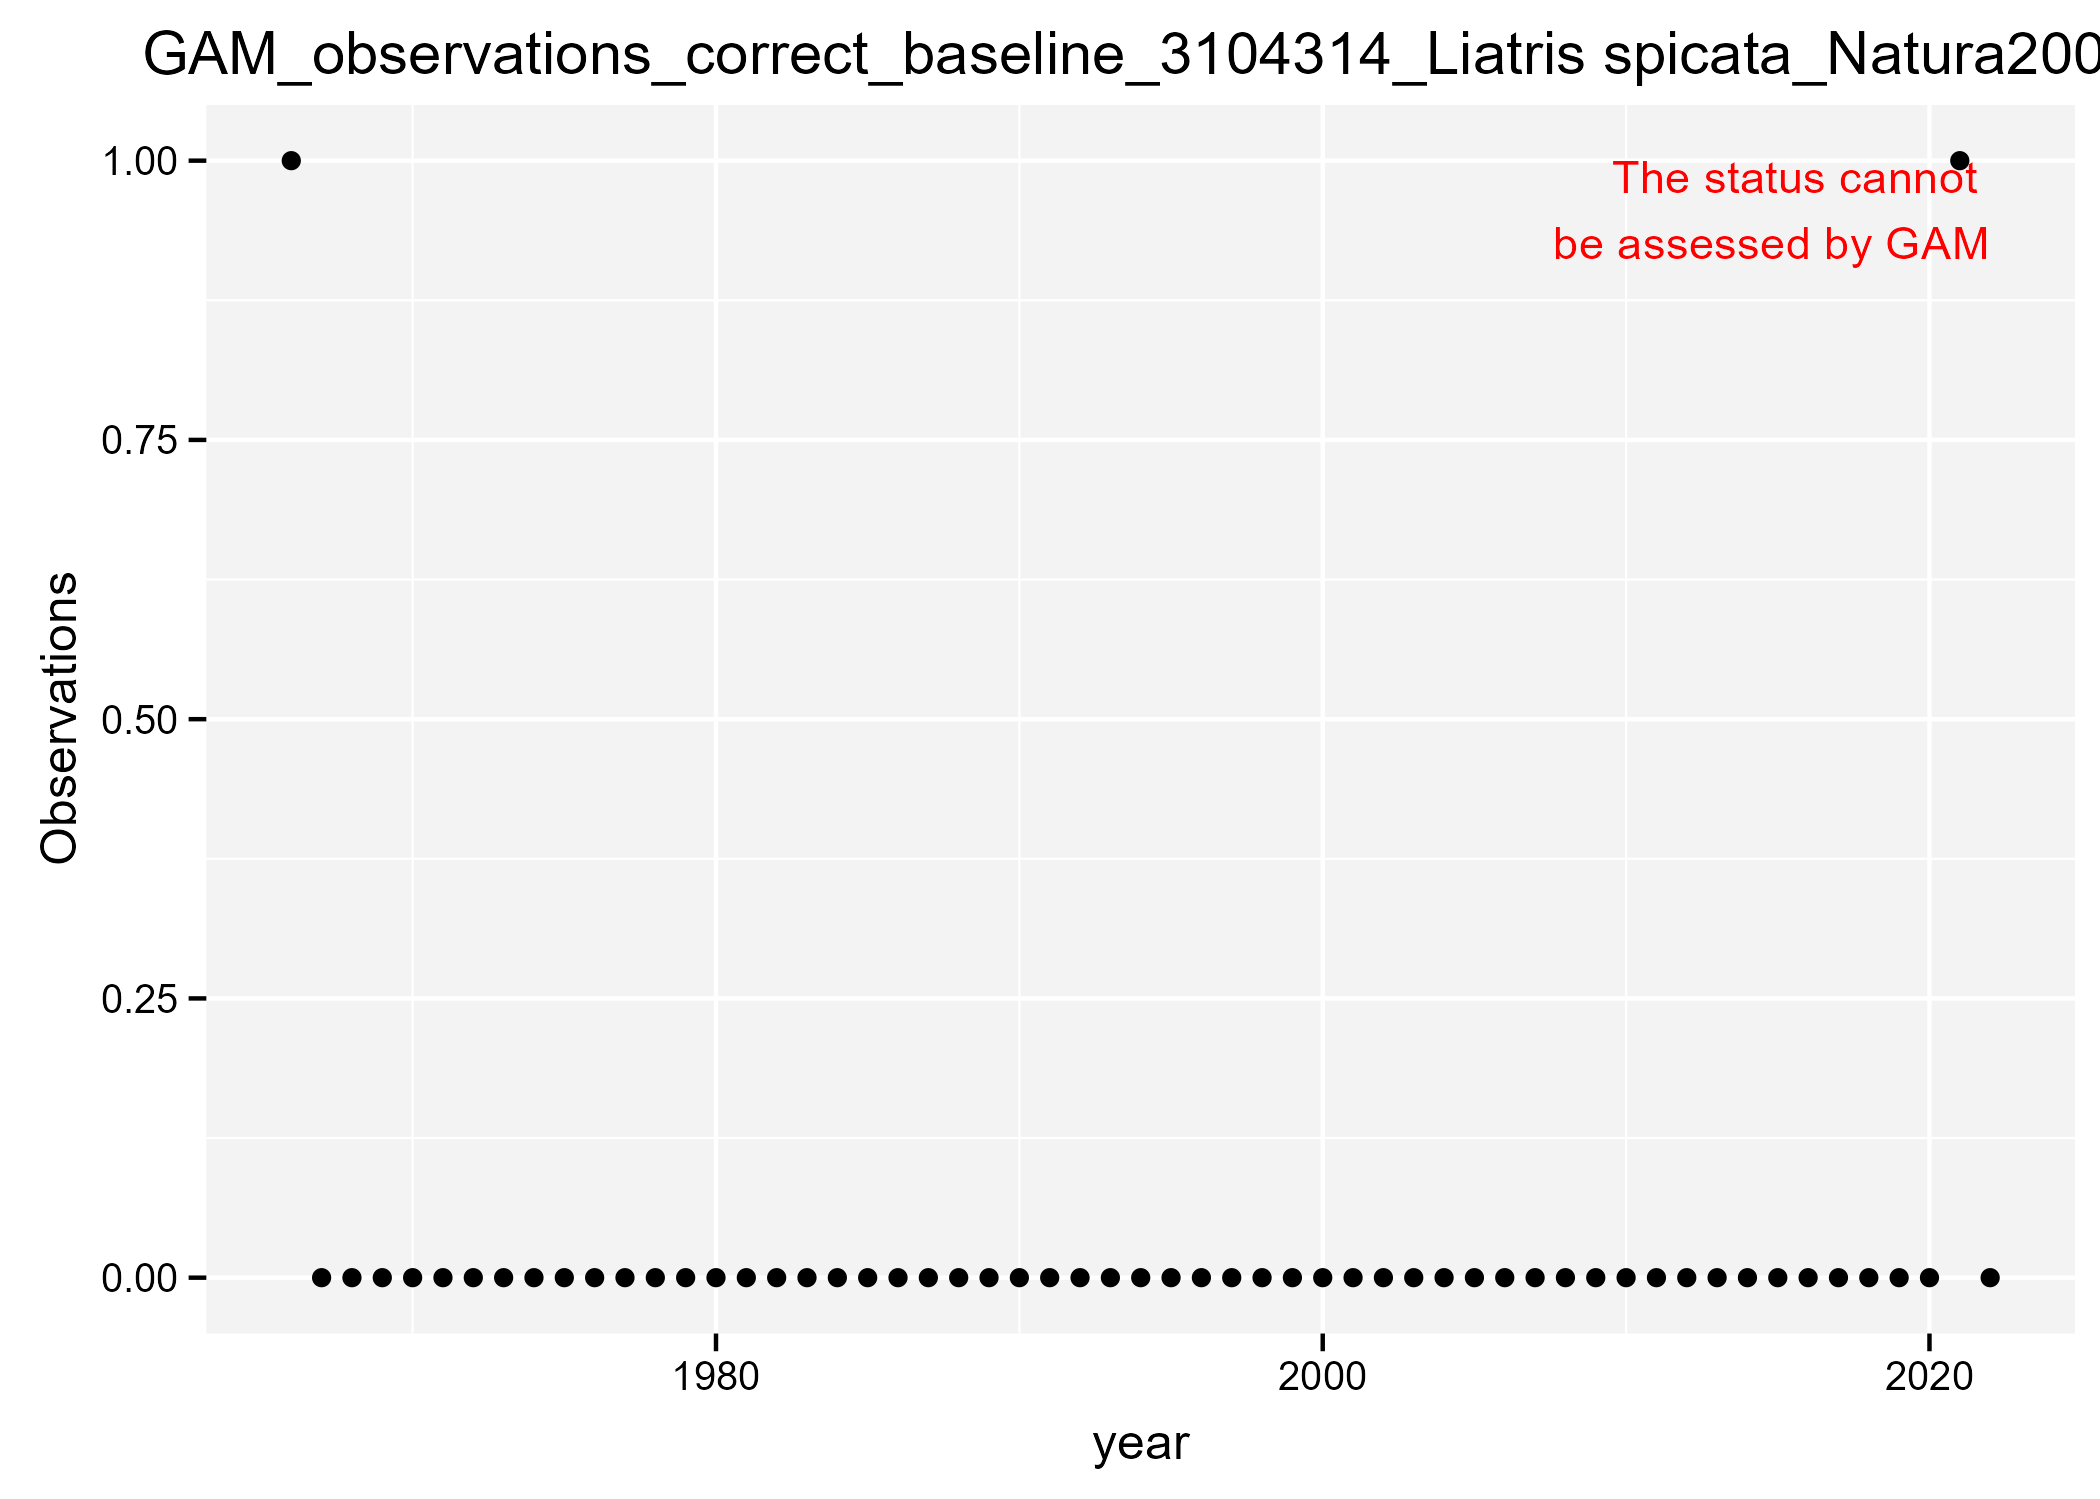 GAM_observations_correct_baseline_3104314_Liatris spicata_Natura200
1.00
The status cannot
be assessed by GAM
0.75
Observations
0.50
0.25
0.00
1980 2000 2020
year